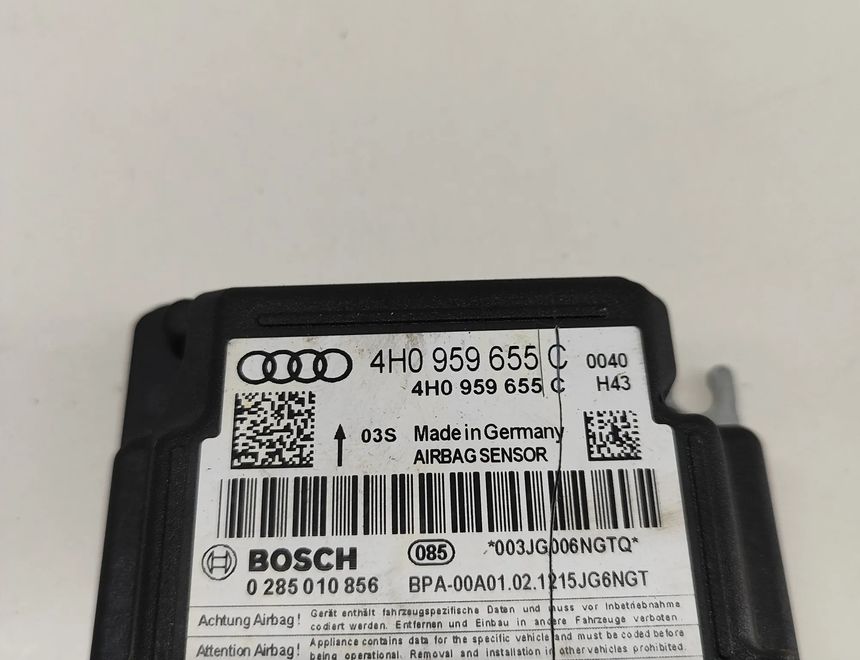 4H0 959 655 C 0040
4H0 959 655 C H43
03S Made in Germany
AIRBAG SENSOR
BOSCH 085 *003JG006NGTQ*
0 285 010 856 BPA-00A01.02.1215JG6NGT
Achtung Airbag! Gerät enthält fahrzeugspezifische Daten und muss vor Inbetriebnahme
codiert werden. Entfernen und Einbau in andere Fahrzeuge verboten.
Attention Airbag! Appliance contains data for the specific vehicle and must be coded before
being operational. Removal and installation in other vehicles prohibited.